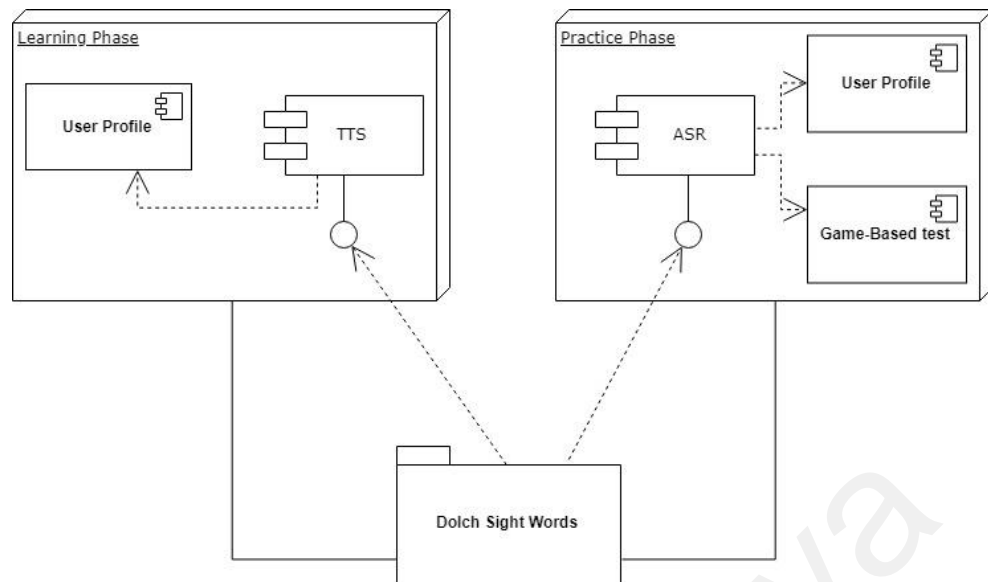 Learning Phase
User Profile
TTS
Practice Phase
ASR
User Profile
Game-Based test
Dolch Sight Words